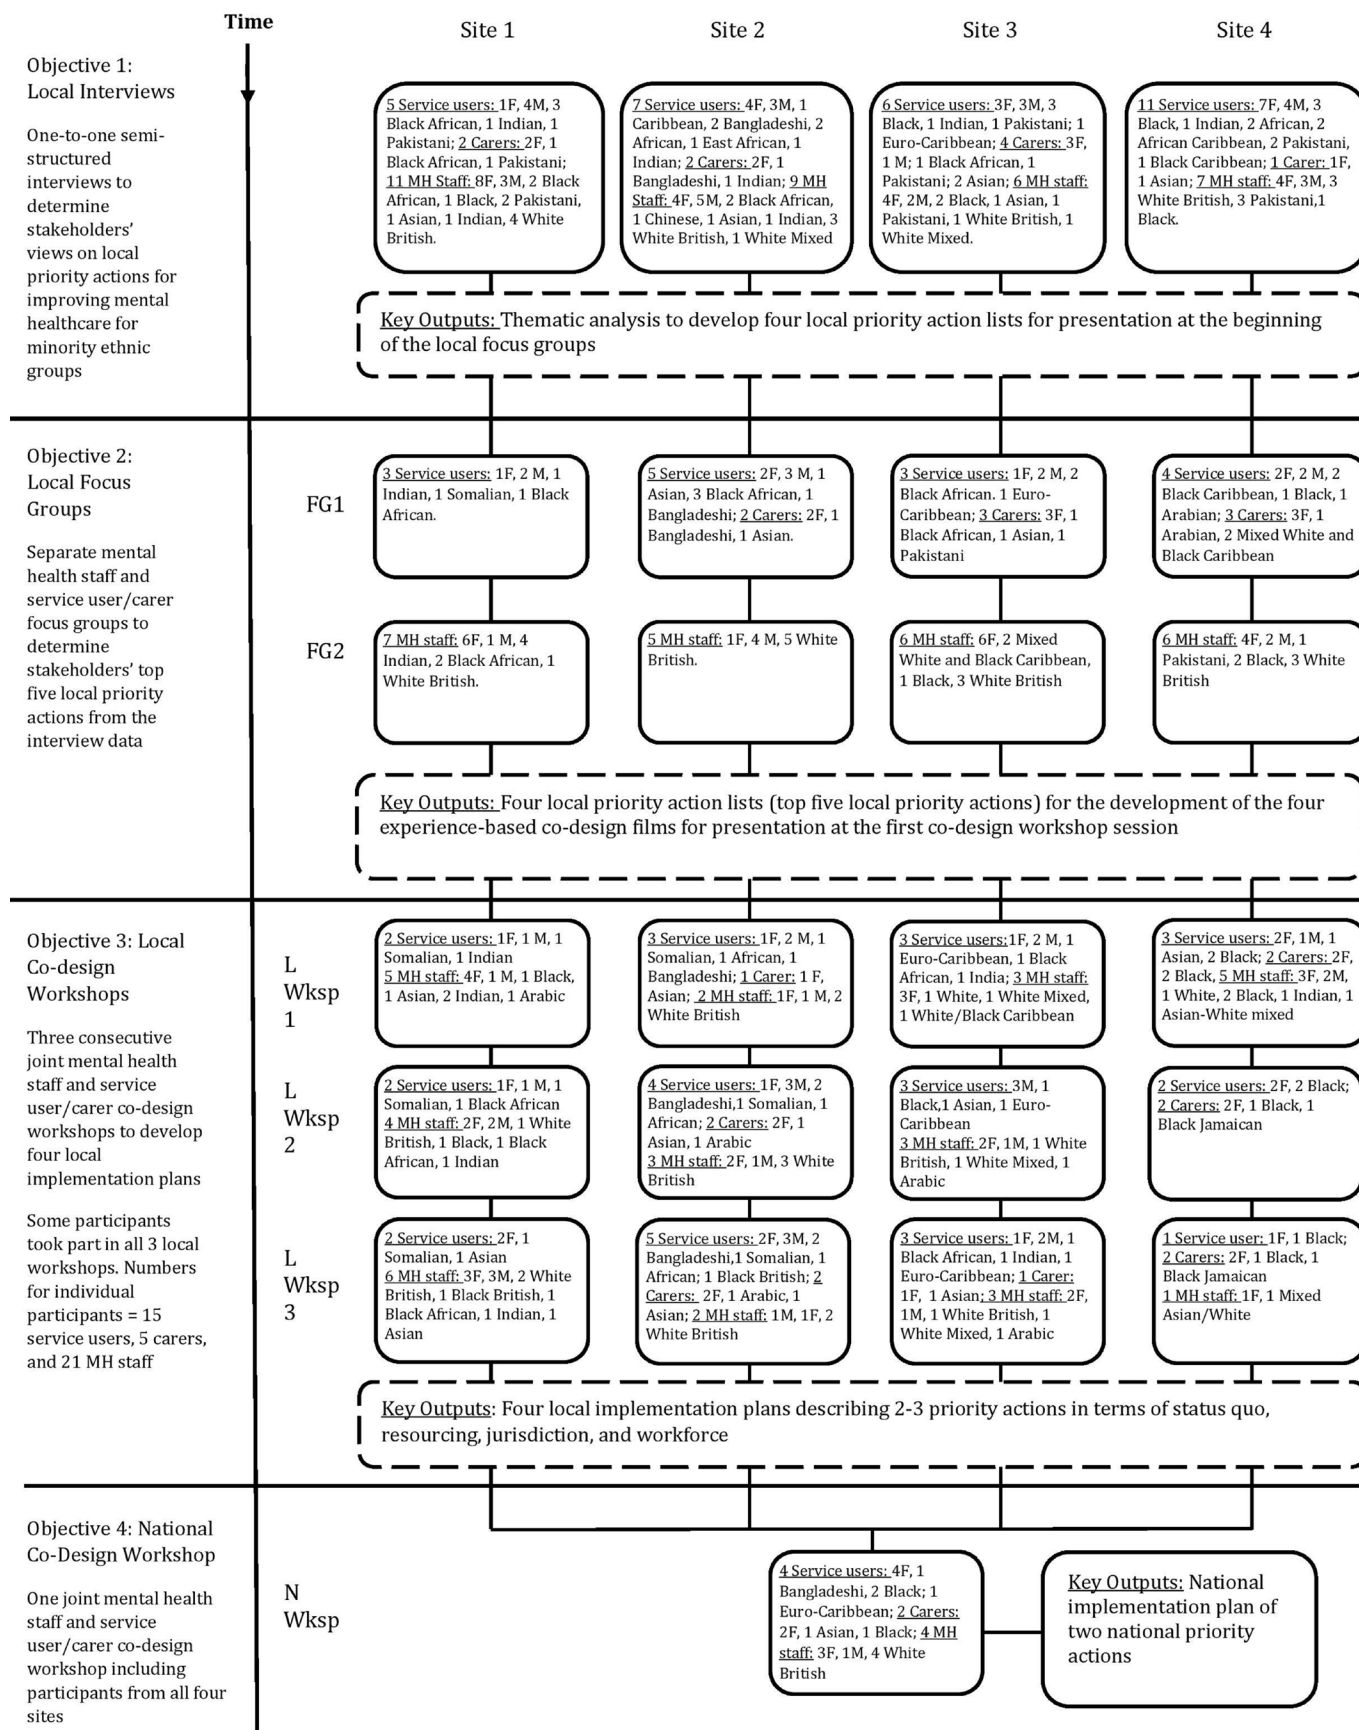 Time
Site 1
Site 2
Site 3
Site 4
Objective 1:
Local Interviews
One-to-one semi-
structured
interviews to
determine
stakeholders’
views on local
priority actions for
improving mental
healthcare for
minority ethnic
groups
5 Service users: 1F, 4M, 3
Black African, 1 Indian, 1
Pakistani; 2 Carers: 2F, 1
Black African, 1 Pakistani;
11 MH Staff: 8F, 3M, 2 Black
African, 1 Black, 2 Pakistani,
1 Asian, 1 Indian, 4 White
British.
7 Service users: 4F, 3M, 1
Caribbean, 2 Bangladeshi, 2
African, 1 East African, 1
Indian; 2 Carers: 2F, 1
Bangladeshi, 1 Indian; 9 MH
Staff: 4F, 5M, 2 Black African,
1 Chinese, 1 Asian, 1 Indian, 3
White British, 1 White Mixed
6 Service users: 3F, 3M, 3
Black, 1 Indian, 1 Pakistani; 1
Euro-Caribbean; 4 Carers: 3F,
1 M; 1 Black African, 1
Pakistani; 2 Asian; 6 MH staff:
4F, 2M, 2 Black, 1 Asian, 1
Pakistani, 1 White British, 1
White Mixed.
11 Service users: 7F, 4M, 3
Black, 1 Indian, 2 African, 2
African Caribbean, 2 Pakistani,
1 Black Caribbean; 1 Carer: 1F,
1 Asian; 7 MH staff: 4F, 3M, 3
White British, 3 Pakistani,1
Black.
Key Outputs: Thematic analysis to develop four local priority action lists for presentation at the beginning
of the local focus groups
Objective 2:
Local Focus
Groups
Separate mental
health staff and
service user/carer
focus groups to
determine
stakeholders’ top
five local priority
actions from the
interview data
FG1
3 Service users: 1F, 2 M, 1
Indian, 1 Somalian, 1 Black
African.
5 Service users: 2F, 3 M, 1
Asian, 3 Black African, 1
Bangladeshi; 2 Carers: 2F, 1
Bangladeshi, 1 Asian.
3 Service users: 1F, 2 M, 2
Black African. 1 Euro-
Caribbean; 3 Carers: 3F, 1
Black African, 1 Asian, 1
Pakistani
4 Service users: 2F, 2 M, 2
Black Caribbean, 1 Black, 1
Arabian; 3 Carers: 3F, 1
Arabian, 2 Mixed White and
Black Caribbean
FG2
7 MH staff: 6F, 1 M, 4
Indian, 2 Black African, 1
White British.
5 MH staff: 1F, 4 M, 5 White
British.
6 MH staff: 6F, 2 Mixed
White and Black Caribbean,
1 Black, 3 White British
6 MH staff: 4F, 2 M, 1
Pakistani, 2 Black, 3 White
British
Key Outputs: Four local priority action lists (top five local priority actions) for the development of the four
experience-based co-design films for presentation at the first co-design workshop session
Objective 3: Local
Co-design
Workshops
Three consecutive
joint mental health
staff and service
user/carer co-design
workshops to develop
four local
implementation plans
Some participants
took part in all 3 local
workshops. Numbers
for individual
participants = 15
service users, 5 carers,
and 21 MH staff
L
Wksp
1
2 Service users: 1F, 1 M, 1
Somalian, 1 Indian
5 MH staff: 4F, 1 M, 1 Black,
1 Asian, 2 Indian, 1 Arabic
3 Service users: 1F, 2 M, 1
Somalian, 1 African, 1
Bangladeshi; 1 Carer: 1 F,
Asian; 2 MH staff: 1F, 1 M, 2
White British
3 Service users:1F, 2 M, 1
Euro-Caribbean, 1 Black
African, 1 India; 3 MH staff:
3F, 1 White, 1 White Mixed,
1 White/Black Caribbean
3 Service users: 2F, 1M, 1
Asian, 2 Black; 2 Carers: 2F,
2 Black, 5 MH staff: 3F, 2M,
1 White, 2 Black, 1 Indian, 1
Asian-White mixed
L
Wksp
2
2 Service users: 1F, 1 M, 1
Somalian, 1 Black African
4 MH staff: 2F, 2M, 1 White
British, 1 Black, 1 Black
African, 1 Indian
4 Service users: 1F, 3M, 2
Bangladeshi,1 Somalian, 1
African; 2 Carers: 2F, 1
Asian, 1 Arabic
3 MH staff: 2F, 1M, 3 White
British
3 Service users: 3M, 1
Black,1 Asian, 1 Euro-
Caribbean
3 MH staff: 2F, 1M, 1 White
British, 1 White Mixed, 1
Arabic
2 Service users: 2F, 2 Black;
2 Carers: 2F, 1 Black, 1
Black Jamaican
L
Wksp
3
2 Service users: 2F, 1
Somalian, 1 Asian
6 MH staff: 3F, 3M, 2 White
British, 1 Black British, 1
Black African, 1 Indian, 1
Asian
5 Service users: 2F, 3M, 2
Bangladeshi,1 Somalian, 1
African; 1 Black British; 2
Carers: 2F, 1 Arabic, 1
Asian; 2 MH staff: 1M, 1F, 2
White British
3 Service users: 1F, 2M, 1
Black African, 1 Indian, 1
Euro-Caribbean; 1 Carer:
1F, 1 Asian; 3 MH staff: 2F,
1M, 1 White British, 1
White Mixed, 1 Arabic
1 Service user: 1F, 1 Black;
2 Carers: 2F, 1 Black, 1
Black Jamaican
1 MH staff: 1F, 1 Mixed
Asian/White
Key Outputs: Four local implementation plans describing 2-3 priority actions in terms of status quo,
resourcing, jurisdiction, and workforce
Objective 4: National
Co-Design Workshop
One joint mental health
staff and service
user/carer co-design
workshop including
participants from all four
sites
N
Wksp
4 Service users: 4F, 1
Bangladeshi, 2 Black; 1
Euro-Caribbean; 2 Carers:
2F, 1 Asian, 1 Black; 4 MH
staff: 3F, 1M, 4 White
British
Key Outputs: National
implementation plan of
two national priority
actions